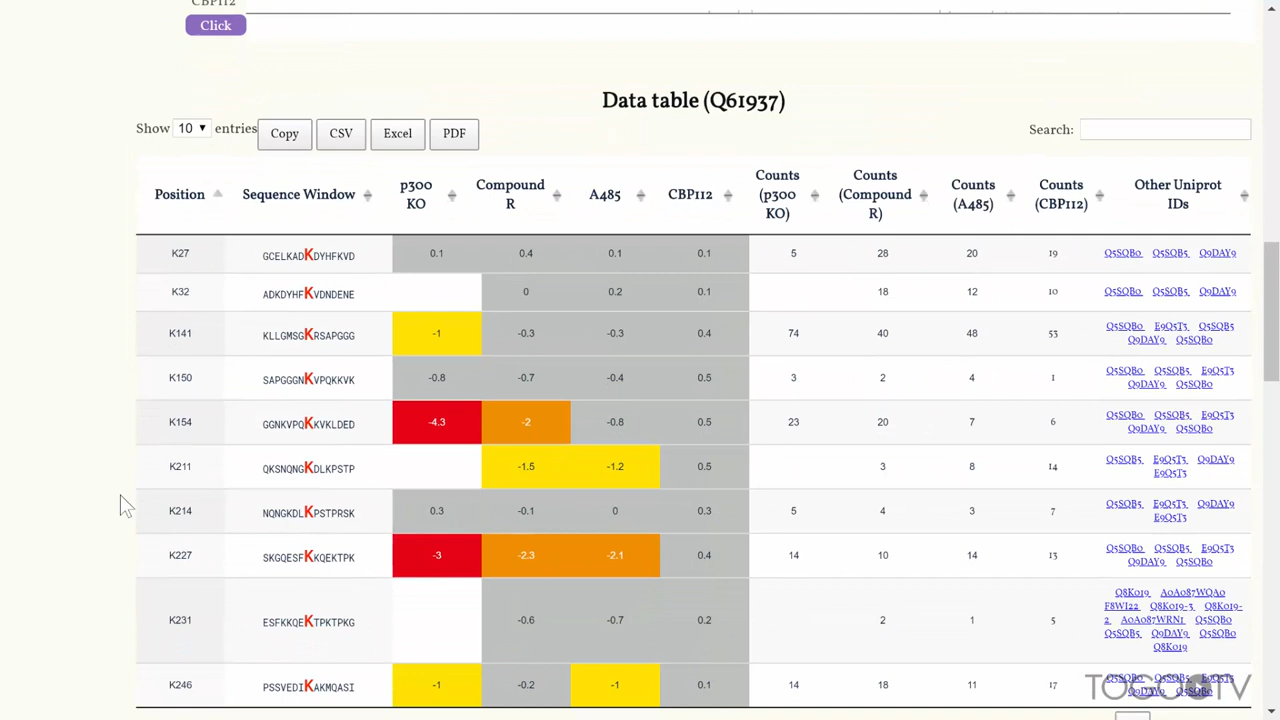 CBP112
Click
Data table (Q61937)
Show 10 entries Copy CSV Excel PDF Search:
Position Sequence Window p300 KO Compound R A485 CBP112 Counts (p300 KO) Counts (Compound R) Counts (A485) Counts (CBP112) Other Uniprot IDs
K27 GCELKADKDYHFKVD 0.1 0.4 0.1 0.1 5 28 20 19 Q5SQB0 Q5SQB5 Q9DAY9
K32 ADKDYHFKVDNDENE 0 0.2 0.1 18 12 10 Q5SQB0 Q5SQB5 Q9DAY9
K141 KLLGMSGKRSAPGGG -1 -0.3 -0.3 0.4 74 40 48 53 Q5SQB0 E9Q5T3 Q5SQB5
Q9DAY9 Q5SQB0
K150 SAPGGGNKVPQKKVK -0.8 -0.7 -0.4 0.5 3 2 4 1 Q5SQB0 Q5SQB5 E9Q5T3
Q9DAY9 Q5SQB0
K154 GGNKVPQKKVKLDED -4.3 -2 -0.8 0.5 23 20 7 6 Q5SQB0 Q5SQB5 E9Q5T3
Q9DAY9 Q5SQB0
K211 QKSNQNGKDLKPSTP -1.5 -1.2 0.5 3 8 14 Q5SQB5 E9Q5T3 Q9DAY9
E9Q5T3
K214 NQNGKDLKPSTPRSK 0.3 -0.1 0 0.3 5 4 3 7 Q5SQB5 E9Q5T3 Q9DAY9
E9Q5T3
K227 SKGQESFKKQEKTPK -3 -2.3 -2.1 0.4 14 10 14 13 Q5SQB0 Q5SQB5 E9Q5T3
Q9DAY9 Q5SQB0
K231 ESFKKQEKTPKTPKG -0.6 -0.7 0.2 2 1 5 Q8K019 A0A087WQA0
F8WI22 Q8K019-3 Q8K019-
2 A0A087WRN1 Q5SQB0
Q5SQB5 Q9DAY9 Q5SQB0
Q8K019
K246 PSSVEDIKAKMQASI -1 -0.2 -1 0.1 14 18 11 17 Q5SQB0 Q5SQB5 E9Q5T3
Q9DAY9 Q5SQB0
TOGOTV